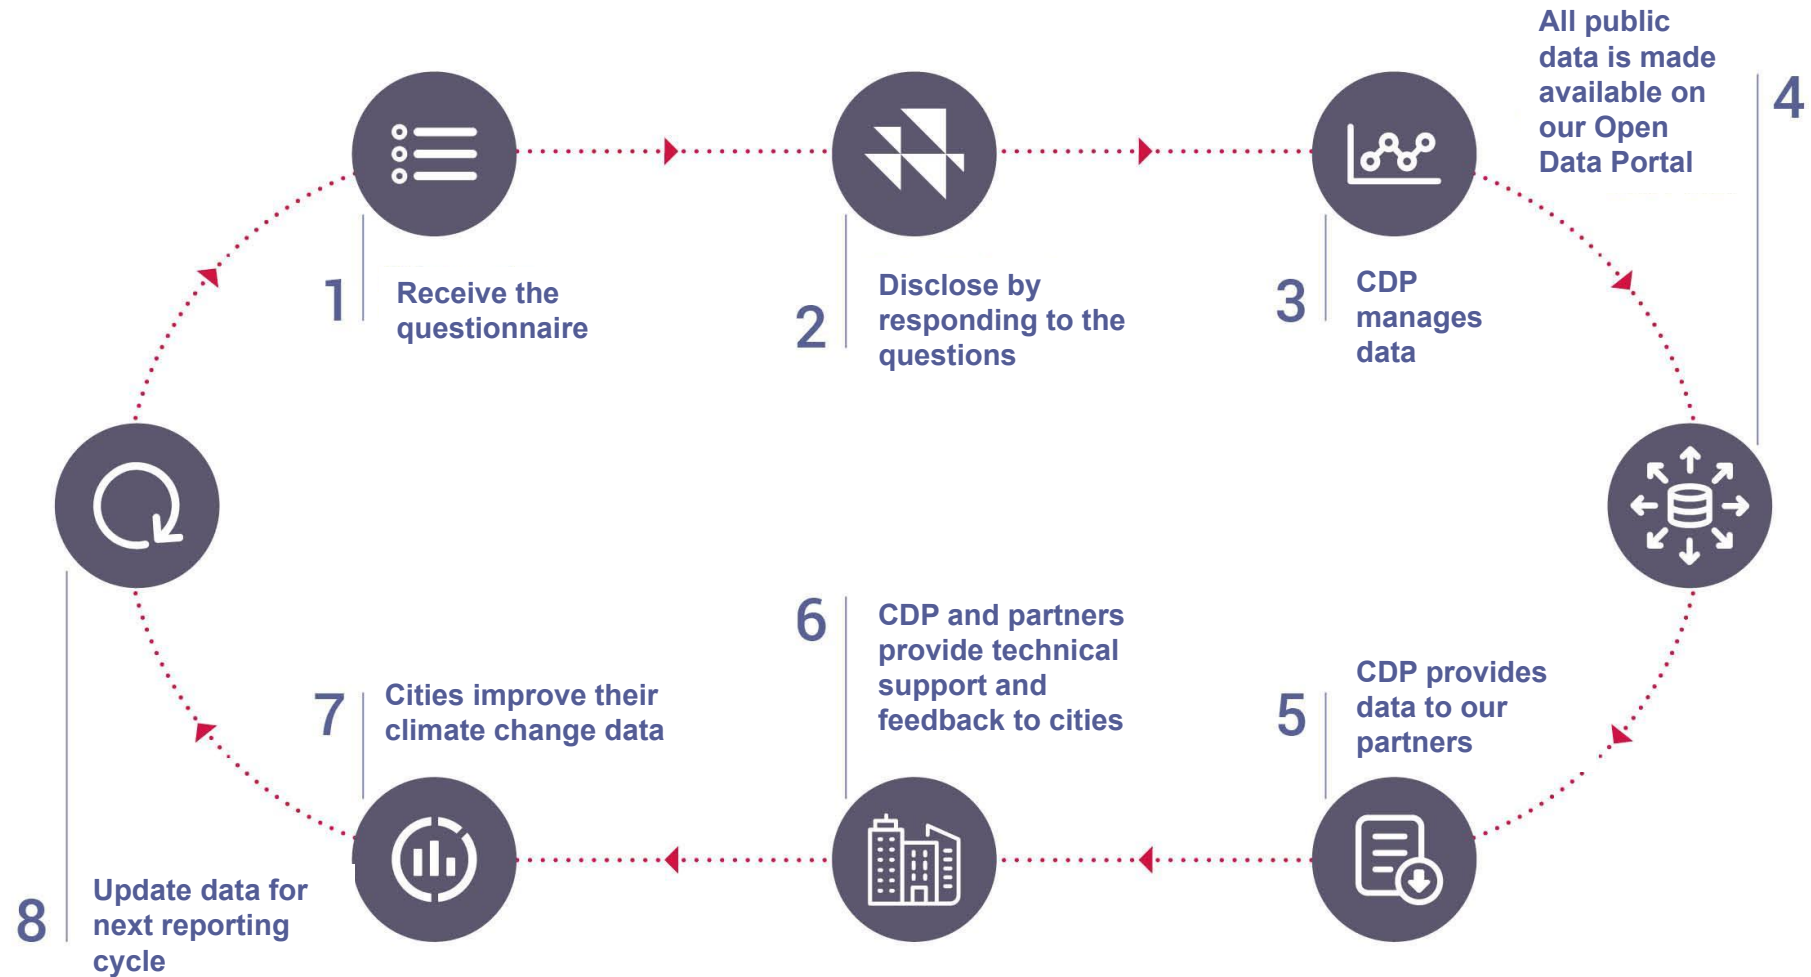 1
Receive the
questionnaire
2
Disclose by
responding to the
questions
3
CDP
manages
data
4
All public
data is made
available on
our Open
Data Portal
5
CDP provides
data to our
partners
6
CDP and partners
provide technical
support and
feedback to cities
7
Cities improve their
climate change data
8
Update data for
next reporting
cycle